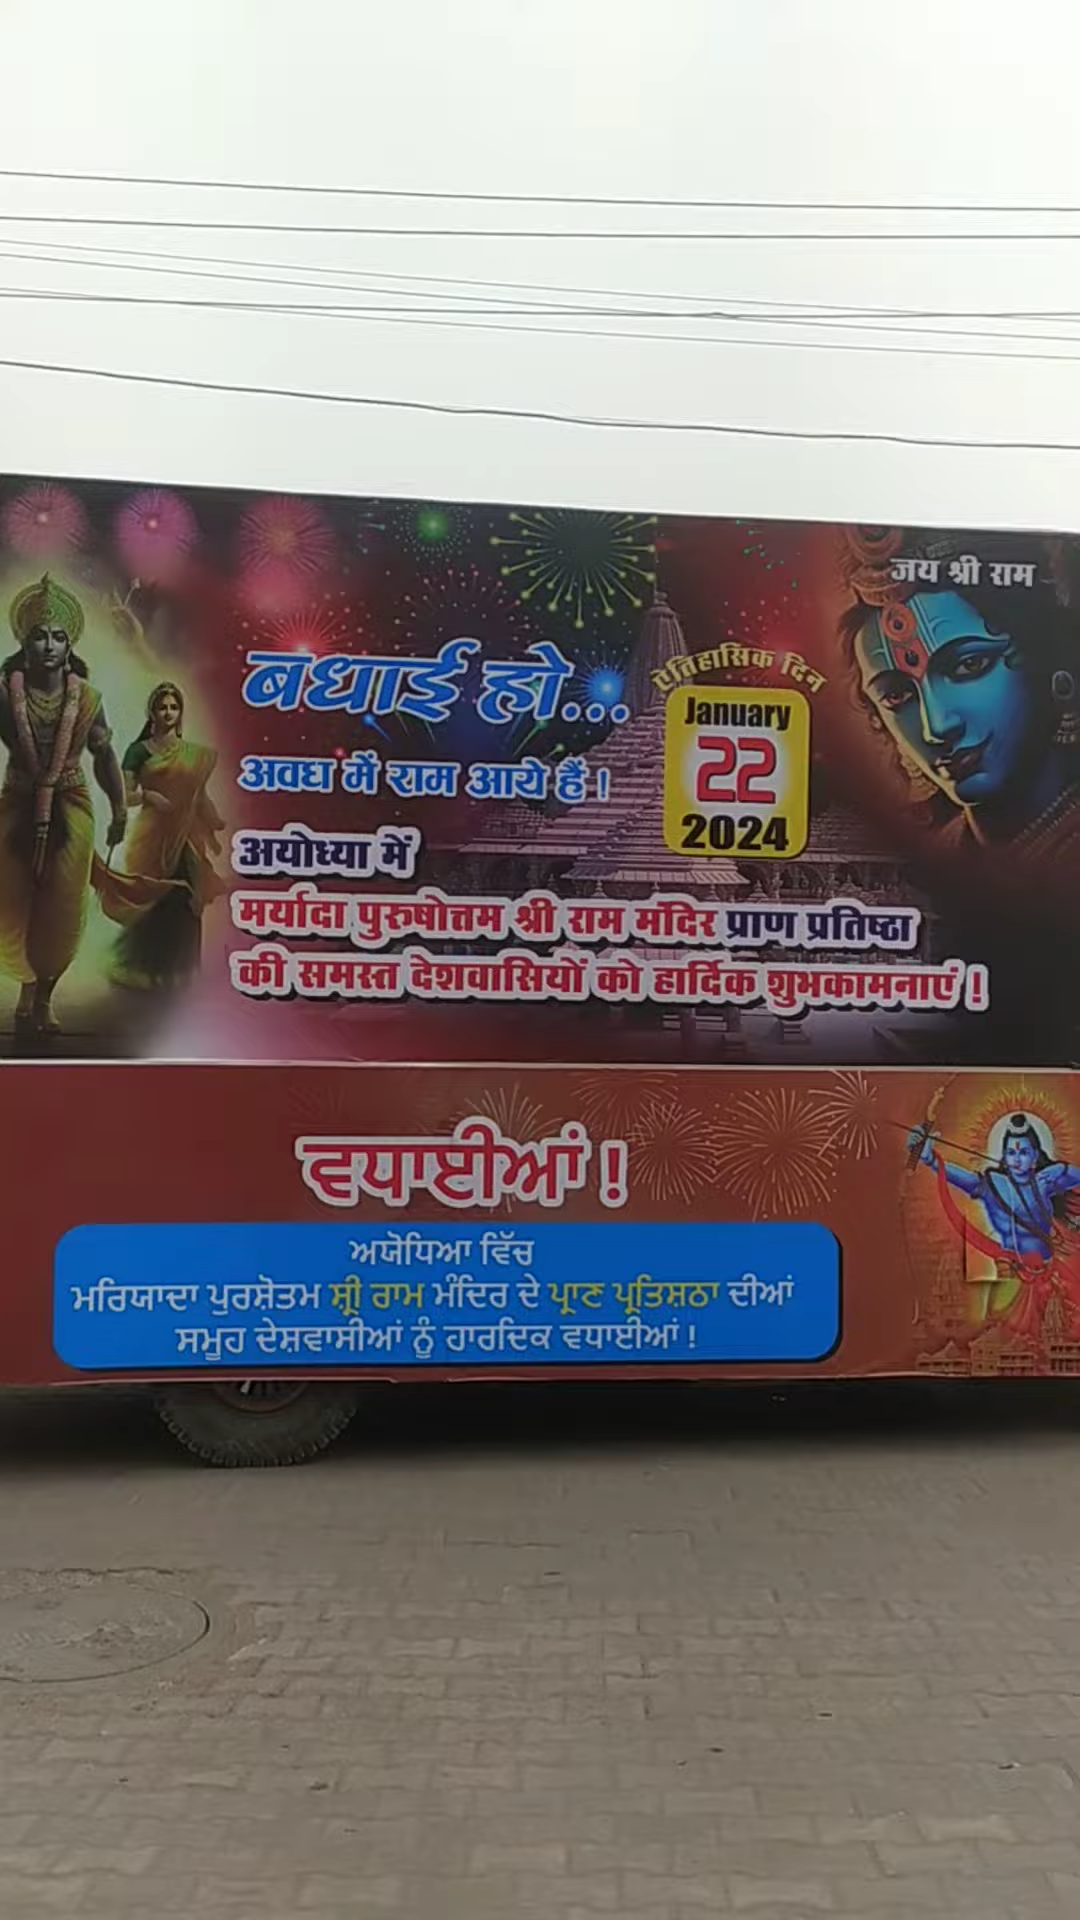 जय श्री राम
बधाई हो...
ऐतिहासिक दिन
January
22
2024
अवध में राम आये हैं !
अयोध्या में
मर्यादा पुरुषोत्तम श्री राम मंदिर प्राण प्रतिष्ठा
की समस्त देशवासियों को हार्दिक शुभकामनाएं !
ਵਧਾਈਆਂ !
ਅਯੋਧਿਆ ਵਿੱਚ
ਮਰਿਯਾਦਾ ਪੁਰਸ਼ੋਤਮ ਸ਼੍ਰੀ ਰਾਮ ਮੰਦਿਰ ਦੇ ਪ੍ਰਾਣ ਪ੍ਰਤਿਸ਼ਠਾ ਦੀਆਂ
ਸਮੂਹ ਦੇਸ਼ਵਾਸੀਆਂ ਨੂੰ ਹਾਰਦਿਕ ਵਧਾਈਆਂ !